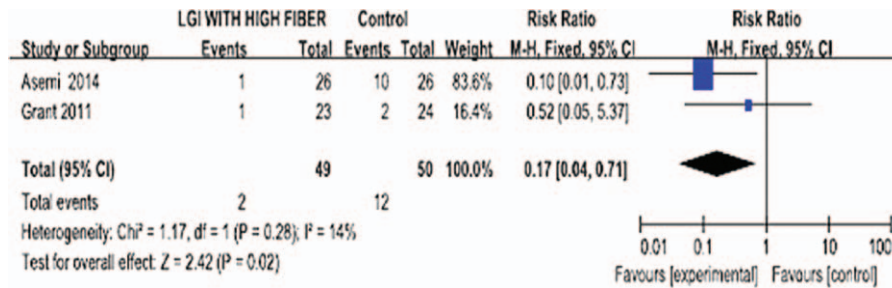 LGI WITH HIGH FIBER Control Risk Ratio Risk Ratio
Study or Subgroup Events Total Events Total Weight M-H, Fixed, 95% CI M-H, Fixed, 95% CI
Asemi 2014 1 26 10 26 83.6% 0.10 [0.01, 0.73]
Grant 2011 1 23 2 24 16.4% 0.52 [0.05, 5.37]
Total (95% CI) 49 50 100.0% 0.17 [0.04, 0.71]
Total events 2 12
Heterogeneity: Chi² = 1.17, df = 1 (P = 0.28); I² = 14%
Test for overall effect: Z = 2.42 (P = 0.02)
0.01 0.1 1 10 100
Favours [experimental] Favours [control]